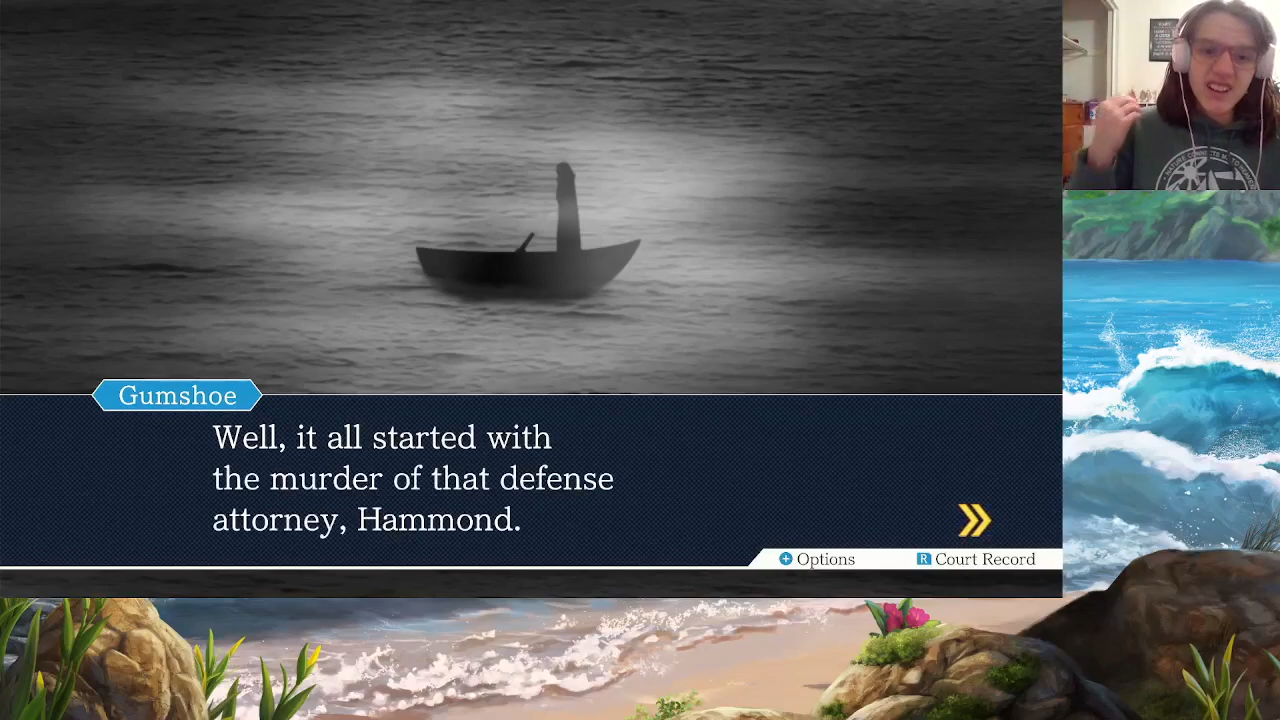 Gumshoe
Well, it all started with
the murder of that defense
attorney, Hammond.
+ Options
R Court Record